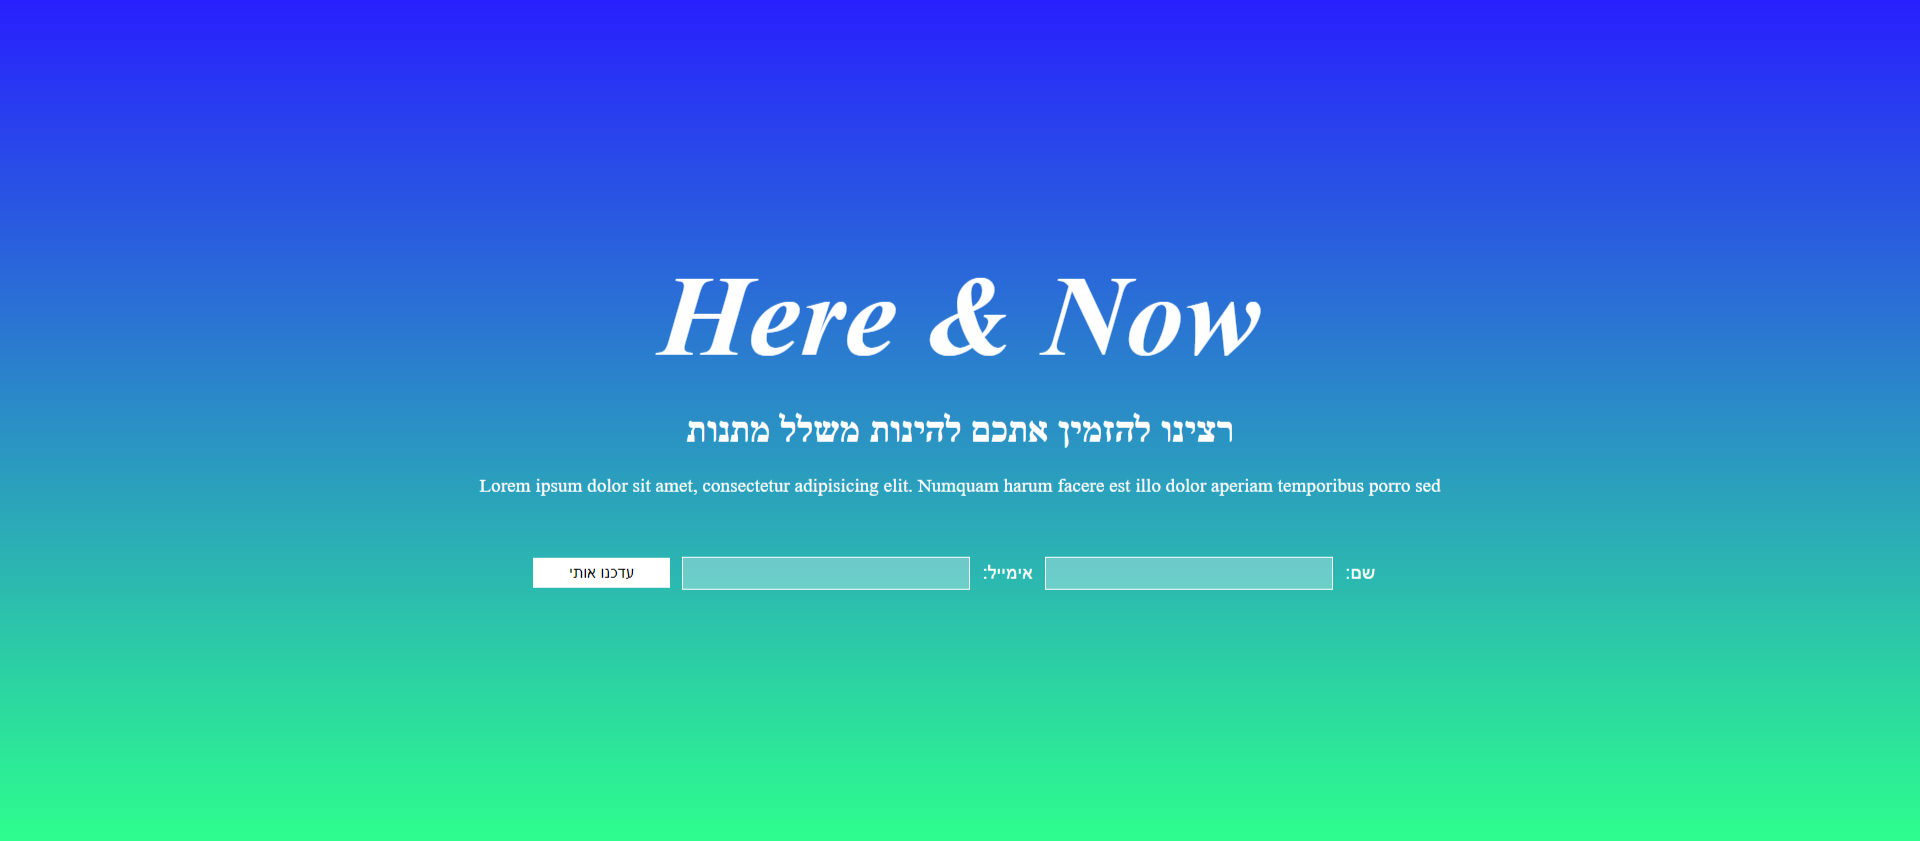 Here & Now
רצינו להזמין אתכם להינות משלל מתנות
Lorem ipsum dolor sit amet, consectetur adipisicing elit. Numquam harum facere est illo dolor aperiam temporibus porro sed
שם: אימייל: עדכנו אותי